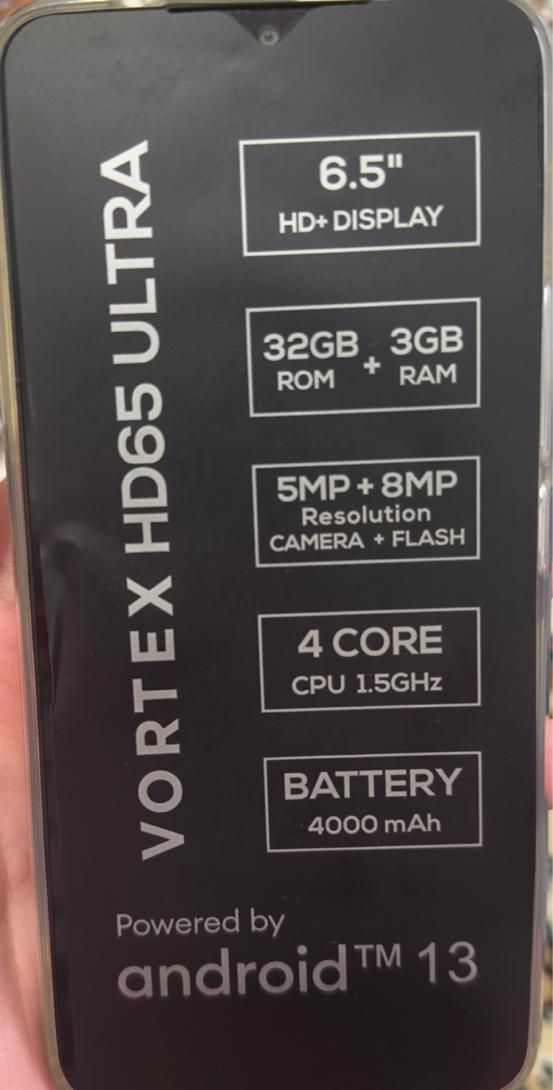 VORTEX HD65 ULTRA
6.5"
HD+ DISPLAY
32GB + 3GB
ROM RAM
5MP + 8MP
Resolution
CAMERA + FLASH
4 CORE
CPU 1.5GHz
BATTERY
4000 mAh
Powered by
android™ 13